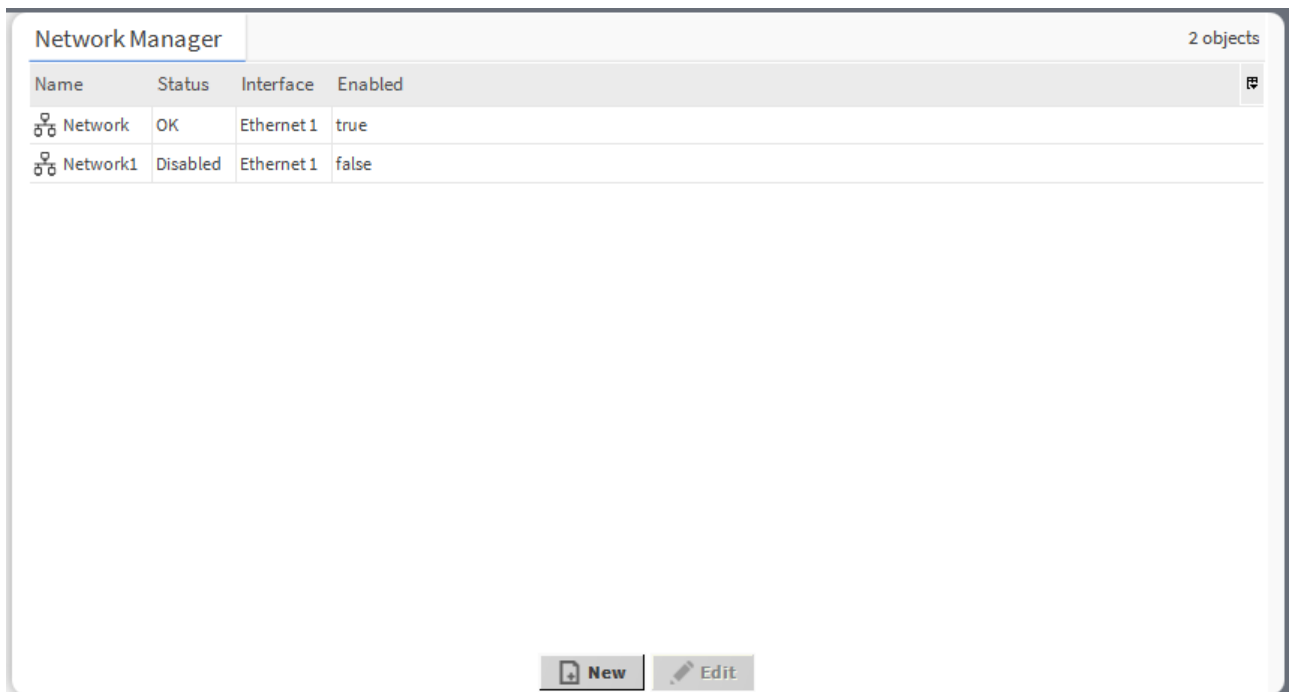 Network Manager 2 objects
Name Status Interface Enabled
Network OK Ethernet 1 true
Network1 Disabled Ethernet 1 false
New Edit